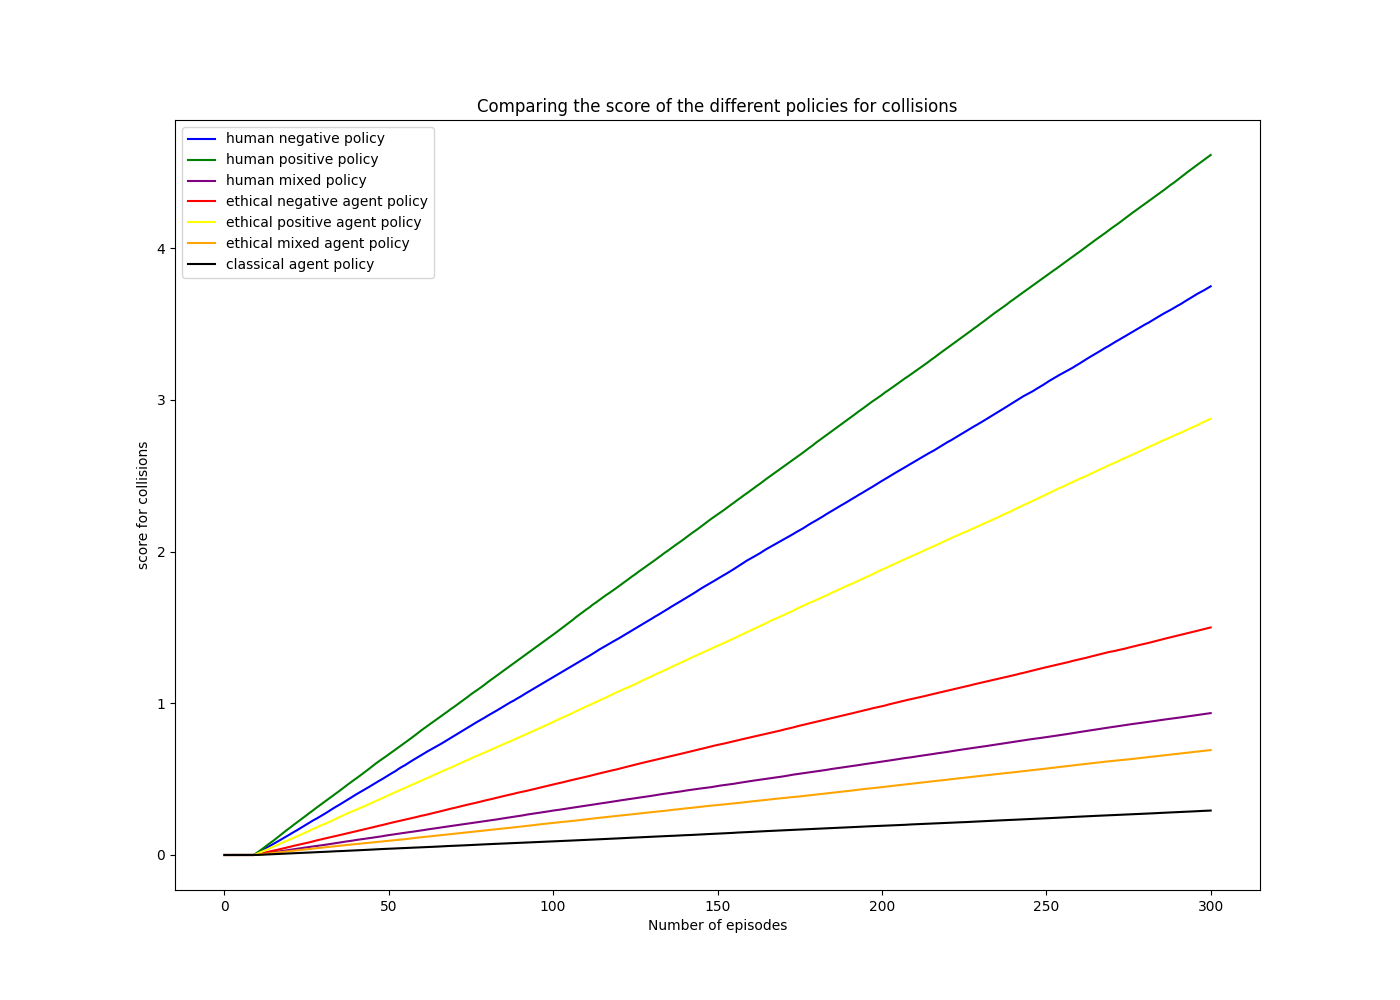 Comparing the score of the different policies for collisions
human negative policy
human positive policy
human mixed policy
ethical negative agent policy
ethical positive agent policy
ethical mixed agent policy
classical agent policy
4
3
2
1
0
score for collisions
0 50 100 150 200 250 300
Number of episodes